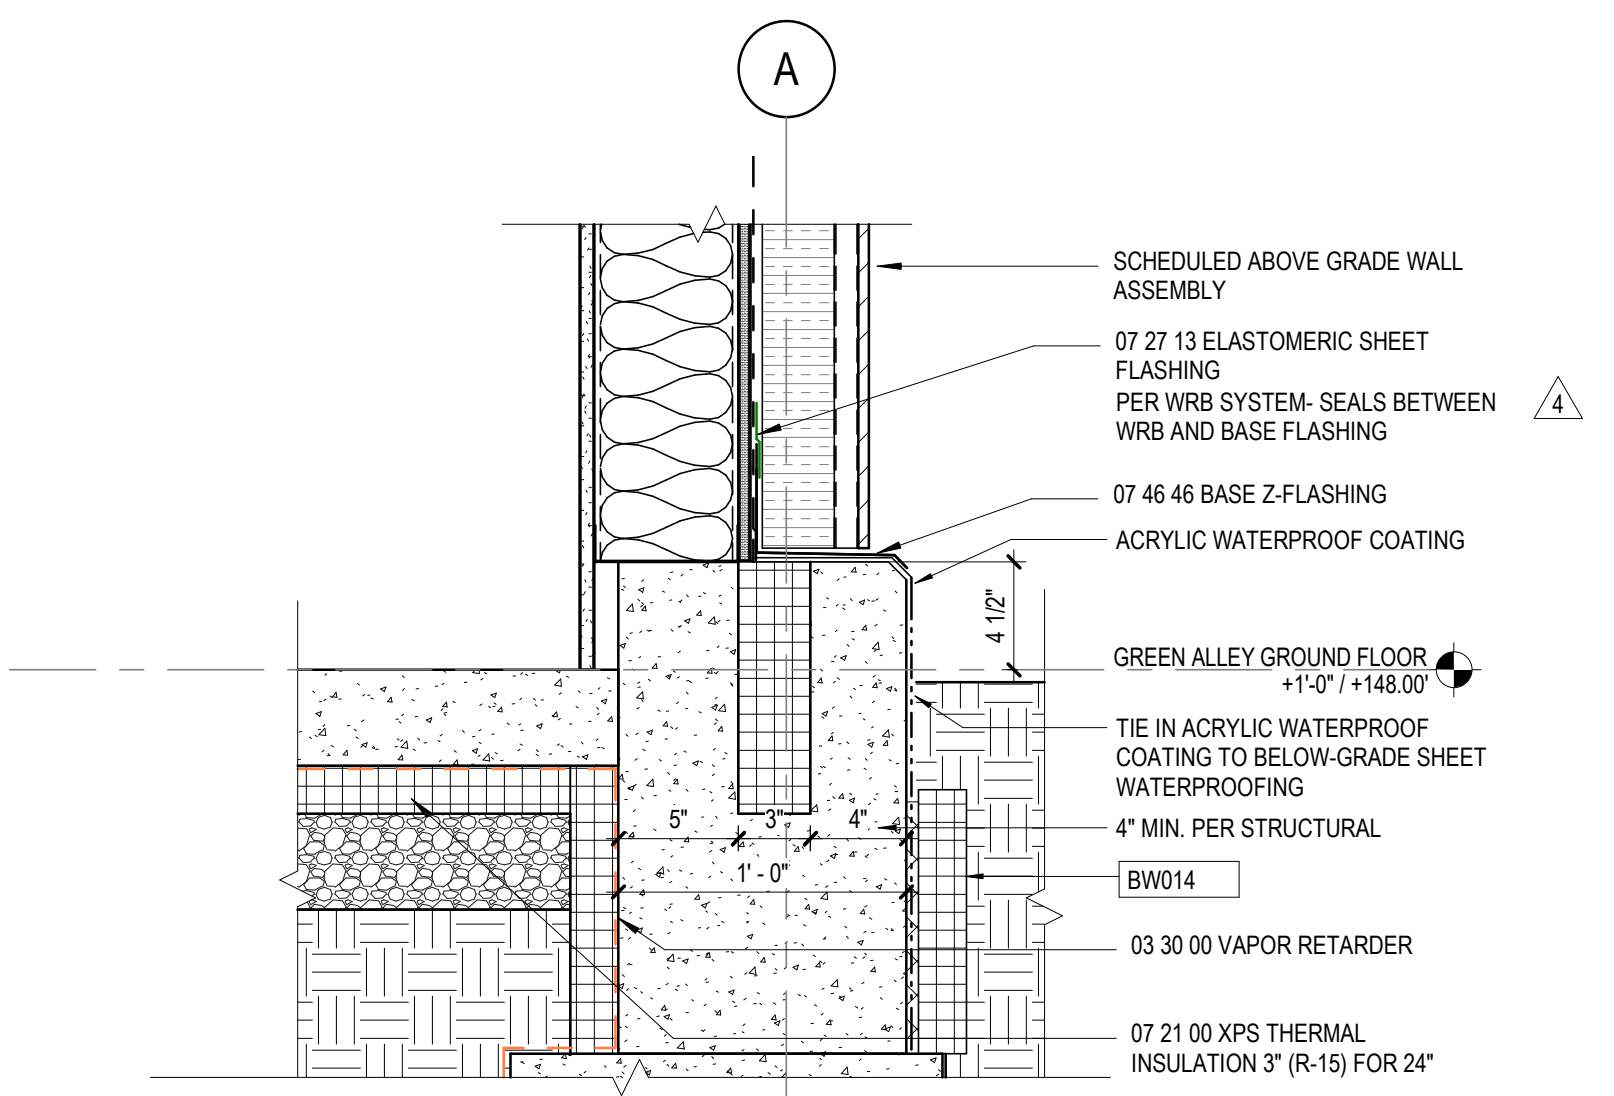 A
SCHEDULED ABOVE GRADE WALL
ASSEMBLY
07 27 13 ELASTOMERIC SHEET
FLASHING
PER WRB SYSTEM- SEALS BETWEEN
WRB AND BASE FLASHING
4
07 46 46 BASE Z-FLASHING
ACRYLIC WATERPROOF COATING
4 1/2"
GREEN ALLEY GROUND FLOOR
+1'-0" / +148.00'
TIE IN ACRYLIC WATERPROOF
COATING TO BELOW-GRADE SHEET
WATERPROOFING
5" 3" 4"
4" MIN. PER STRUCTURAL
1' - 0"
BW014
03 30 00 VAPOR RETARDER
07 21 00 XPS THERMAL
INSULATION 3" (R-15) FOR 24"